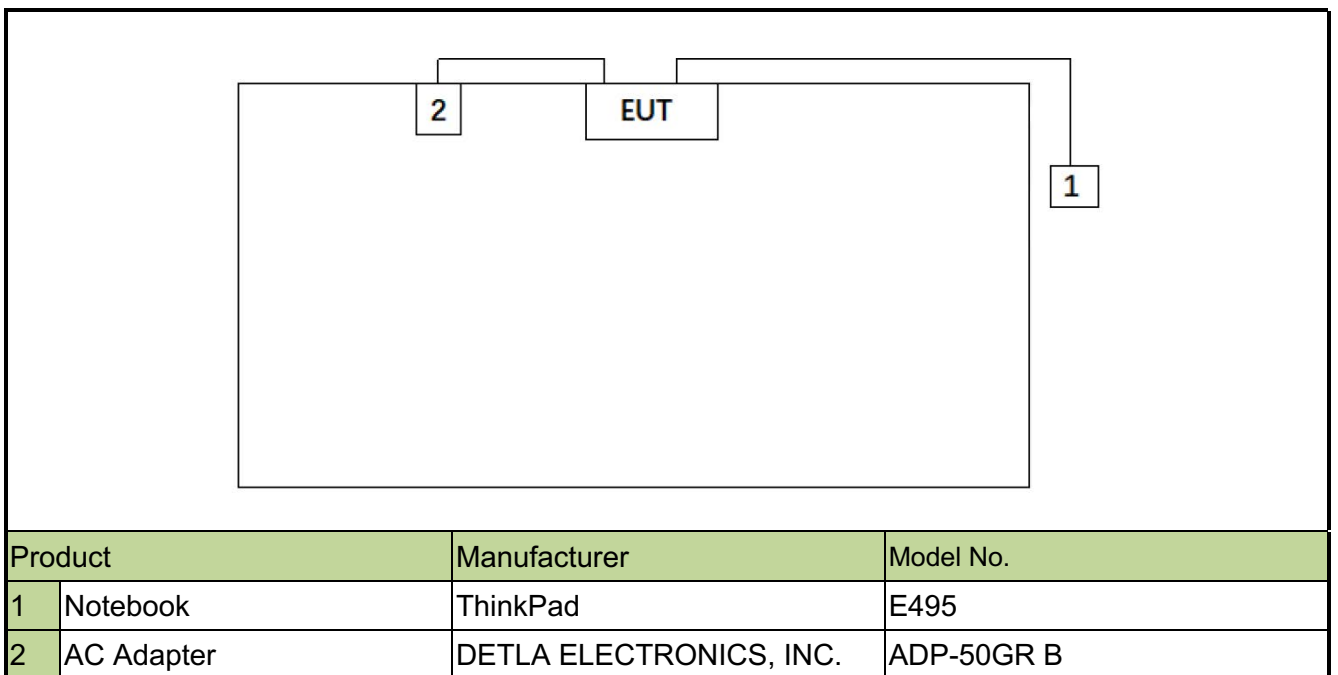 2 EUT
1
Product Manufacturer Model No.
1 Notebook ThinkPad E495
2 AC Adapter DETLA ELECTRONICS, INC. ADP-50GR B